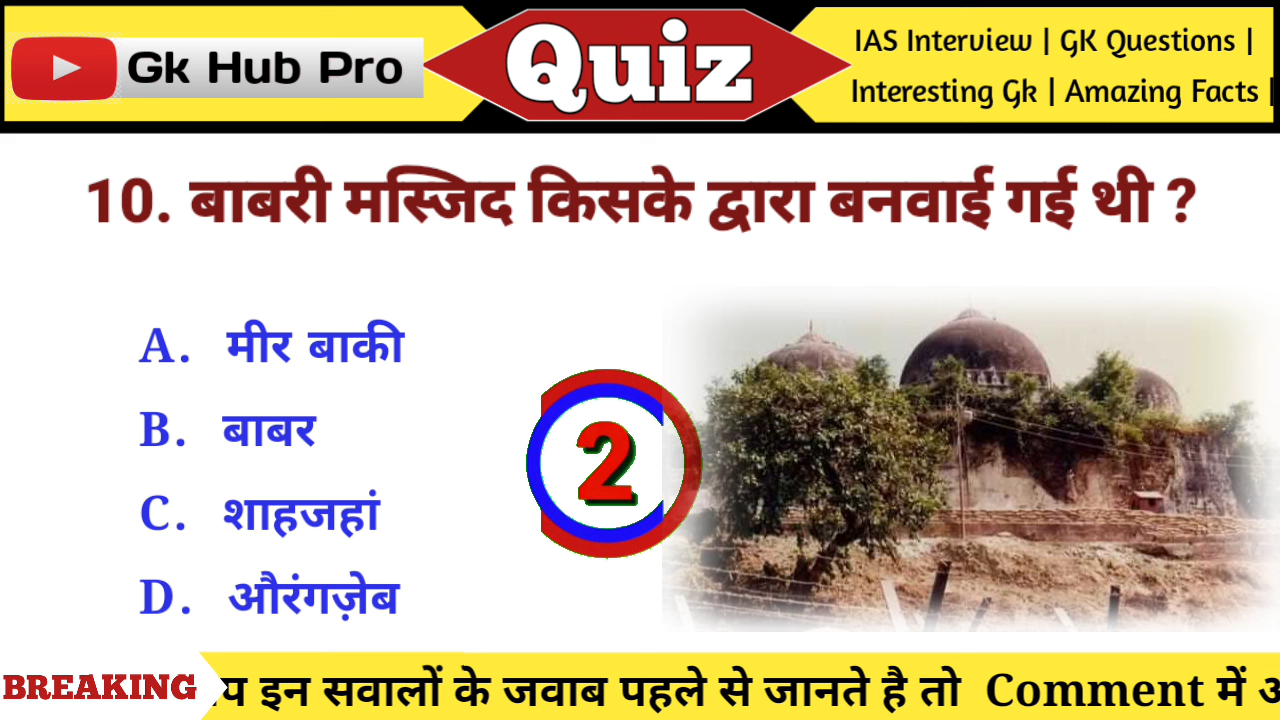 Gk Hub Pro
Quiz
IAS Interview | GK Questions |
Interesting Gk | Amazing Facts |
10. बाबरी मस्जिद किसके द्वारा बनवाई गई थी ?
A. मीर बाकी
B. बाबर
C. शाहजहां
D. औरंगज़ेब
2
BREAKING
इन सवालों के जवाब पहले से जानते है तो Comment में